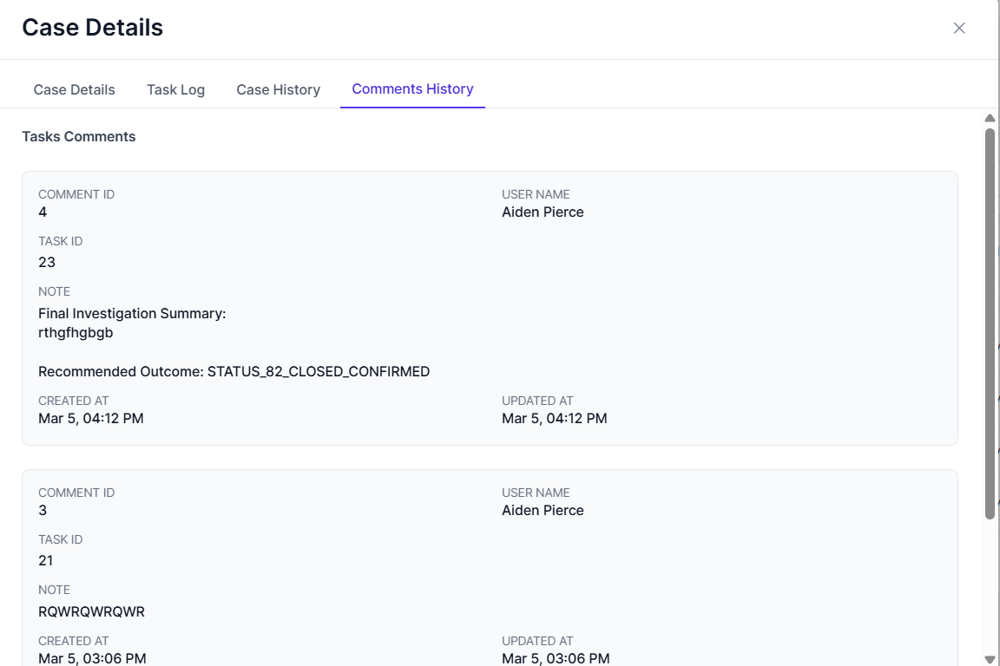 Case Details
Case Details Task Log Case History Comments History
Tasks Comments
COMMENT ID USER NAME
4 Aiden Pierce
TASK ID
23
NOTE
Final Investigation Summary:
rthgfhgbgb
Recommended Outcome: STATUS_82_CLOSED_CONFIRMED
CREATED AT UPDATED AT
Mar 5, 04:12 PM Mar 5, 04:12 PM
COMMENT ID USER NAME
3 Aiden Pierce
TASK ID
21
NOTE
RQWRQWRQWR
CREATED AT UPDATED AT
Mar 5, 03:06 PM Mar 5, 03:06 PM